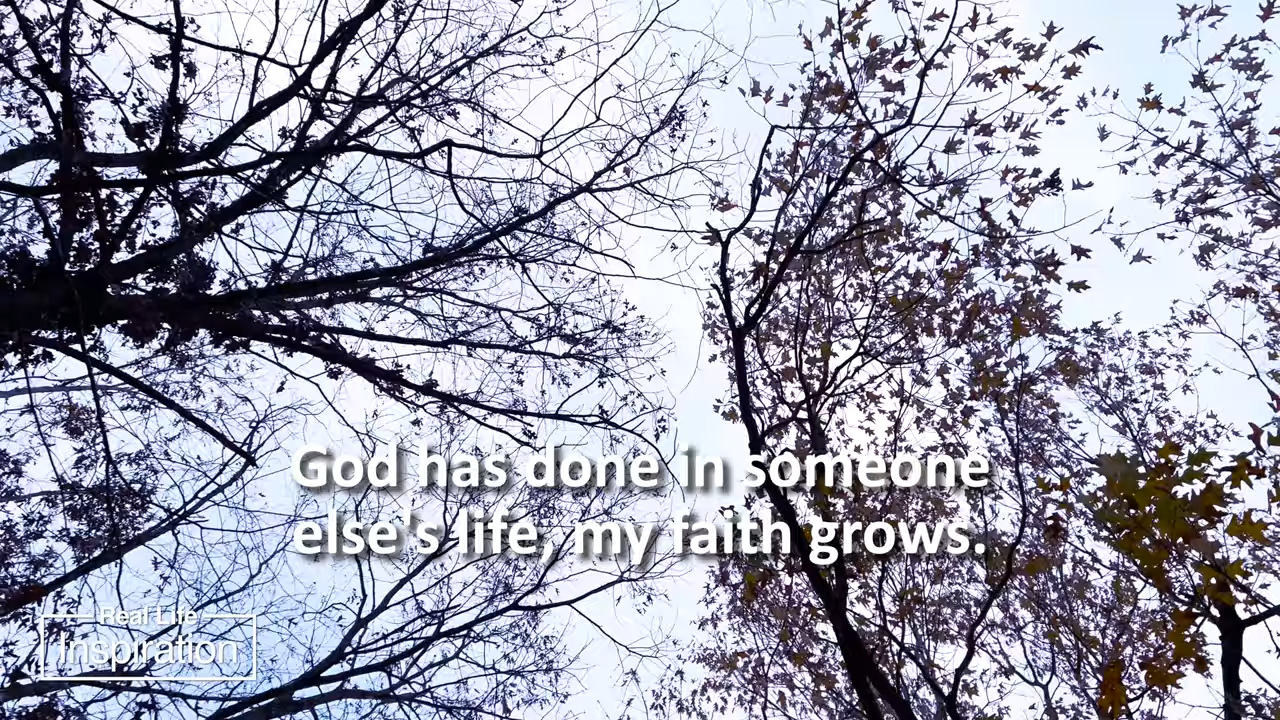 God has done in someone
else's life, my faith grows.
Real Life
Inspiration